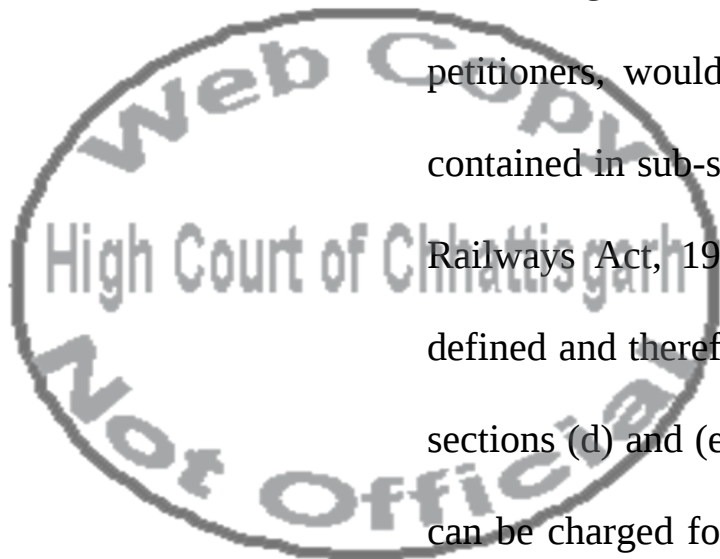 petitioners, would
contained in sub-s
Railways Act, 19
defined and theref
sections (d) and (e
can be charged fo
Web Copy
High Court of Chhattisgarh
Not Official